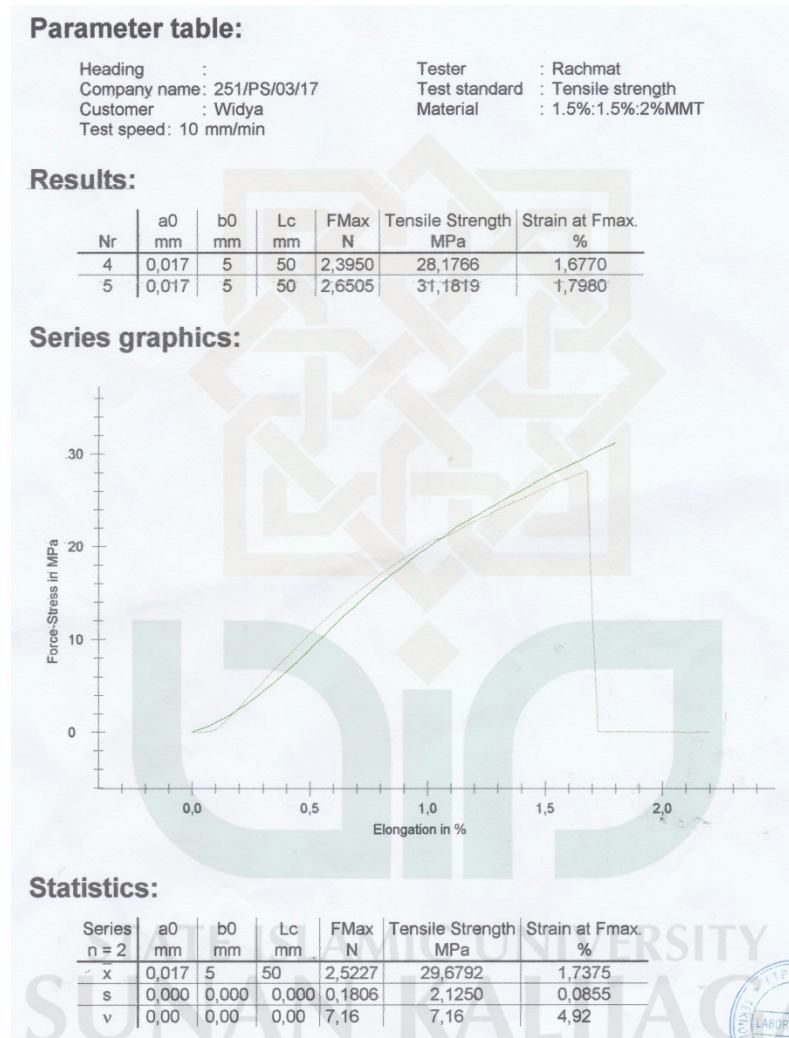 Parameter table:
Heading :
Company name: 251/PS/03/17
Customer : Widya
Test speed: 10 mm/min
Tester : Rachmat
Test standard : Tensile strength
Material : 1.5%:1.5%:2%MMT
Results:
Nr a0 mm b0 mm Lc mm FMax N Tensile Strength MPa Strain at Fmax. %
4 0,017 5 50 2,3950 28,1766 1,6770
5 0,017 5 50 2,6505 31,1819 1,7980
Series graphics:
Force-Stress in MPa
30
20
10
0
0,0 0,5 1,0 1,5 2,0
Elongation in %
Statistics:
Series n = 2 a0 mm b0 mm Lc mm FMax N Tensile Strength MPa Strain at Fmax. %
x̄ 0,017 5 50 2,5227 29,6792 1,7375
s 0,000 0,000 0,000 0,1806 2,1250 0,0855
ν 0,00 0,00 0,00 7,16 7,16 4,92
STATE ISLAMIC UNIVERSITY
SUNAN KALIJAGA